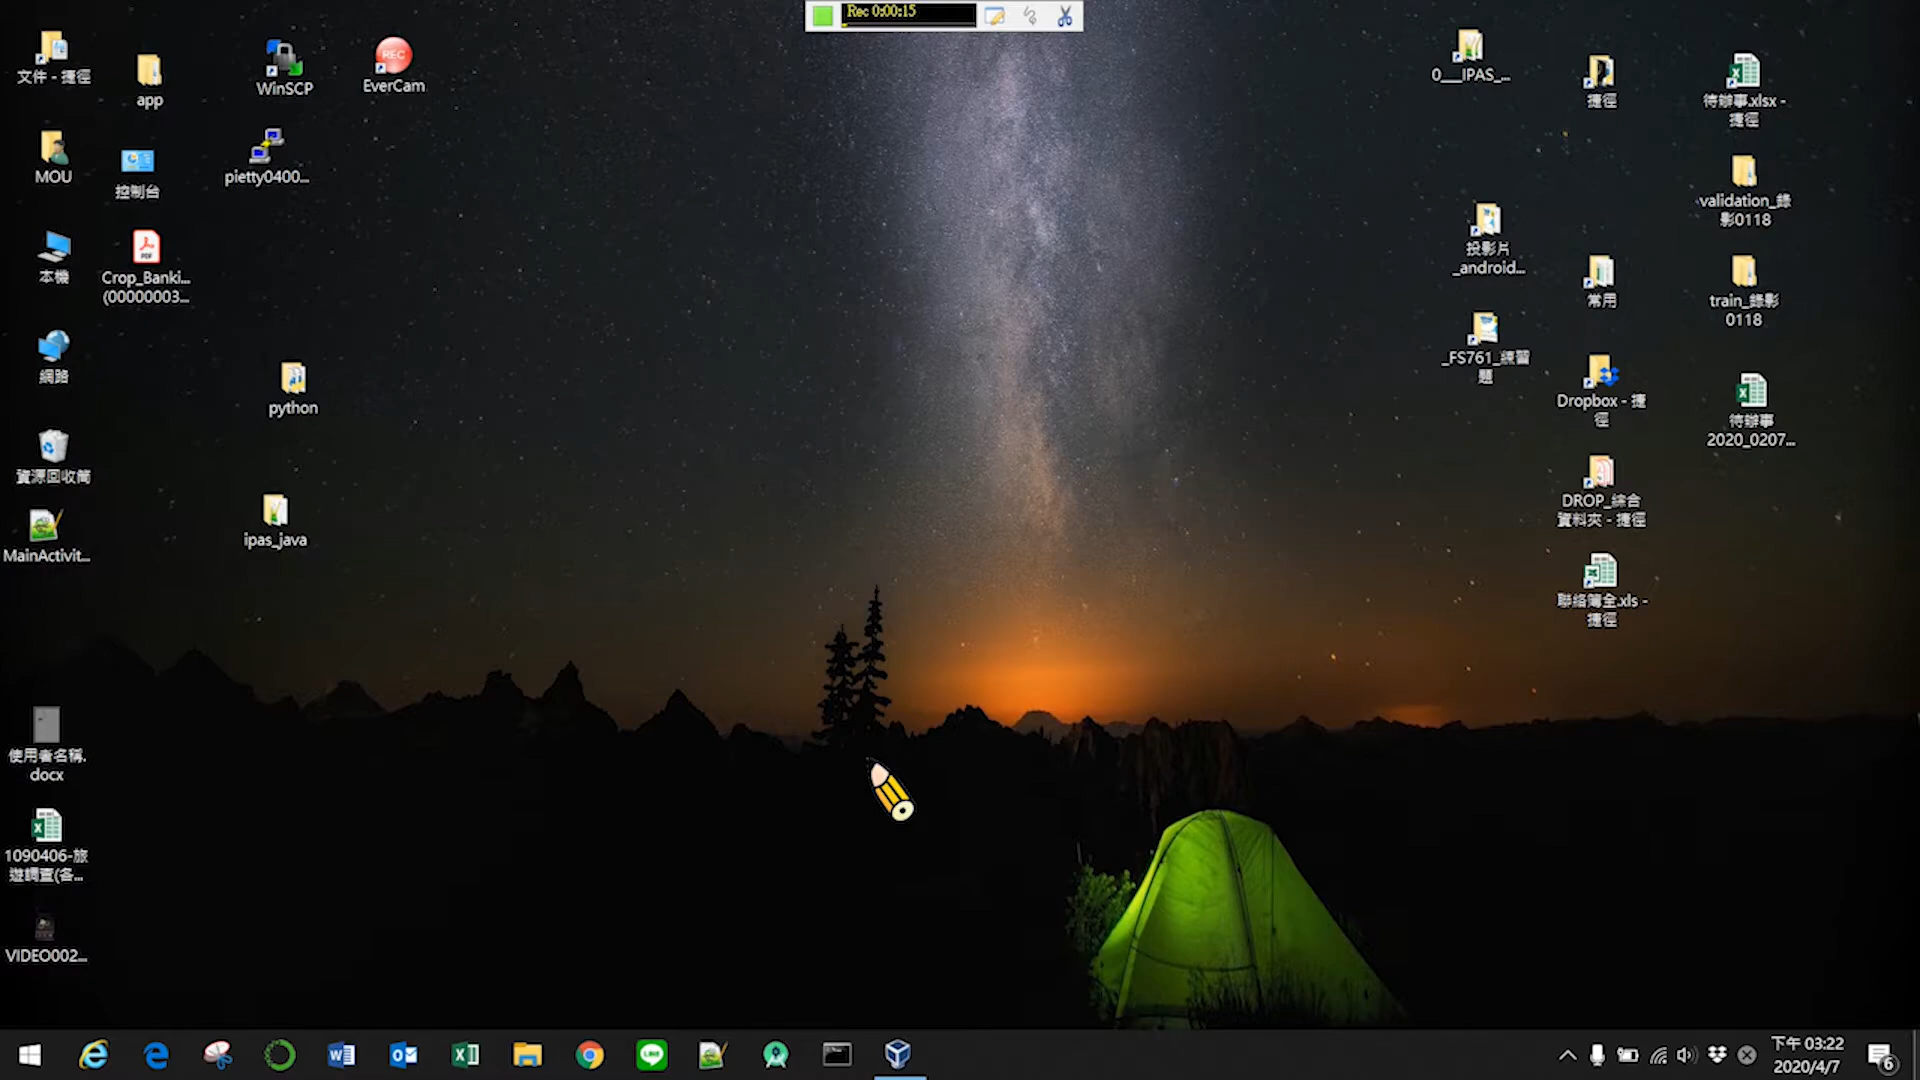 Rec 0:00:15
文件 - 捷徑
app
WinSCP
REC
EverCam
MOU
控制台
pietty0400...
本機
PDF
Crop_Banki...
(00000003...
網路
python
資源回收筒
ipas_java
MainActivit...
使用者名稱.
docx
1090406-旅
遊調查(各...
VIDEO002...
0___IPAS_...
捷徑
待辦事.xlsx -
捷徑
validation_錄
影0118
投影片
_android...
常用
train_錄影
0118
_FS761_練習
題
Dropbox - 捷
徑
待辦事
2020_0207...
DROP_綜合
資料夾 - 捷徑
聯絡簿全.xls -
捷徑
LINE
下午 03:22
2020/4/7
6